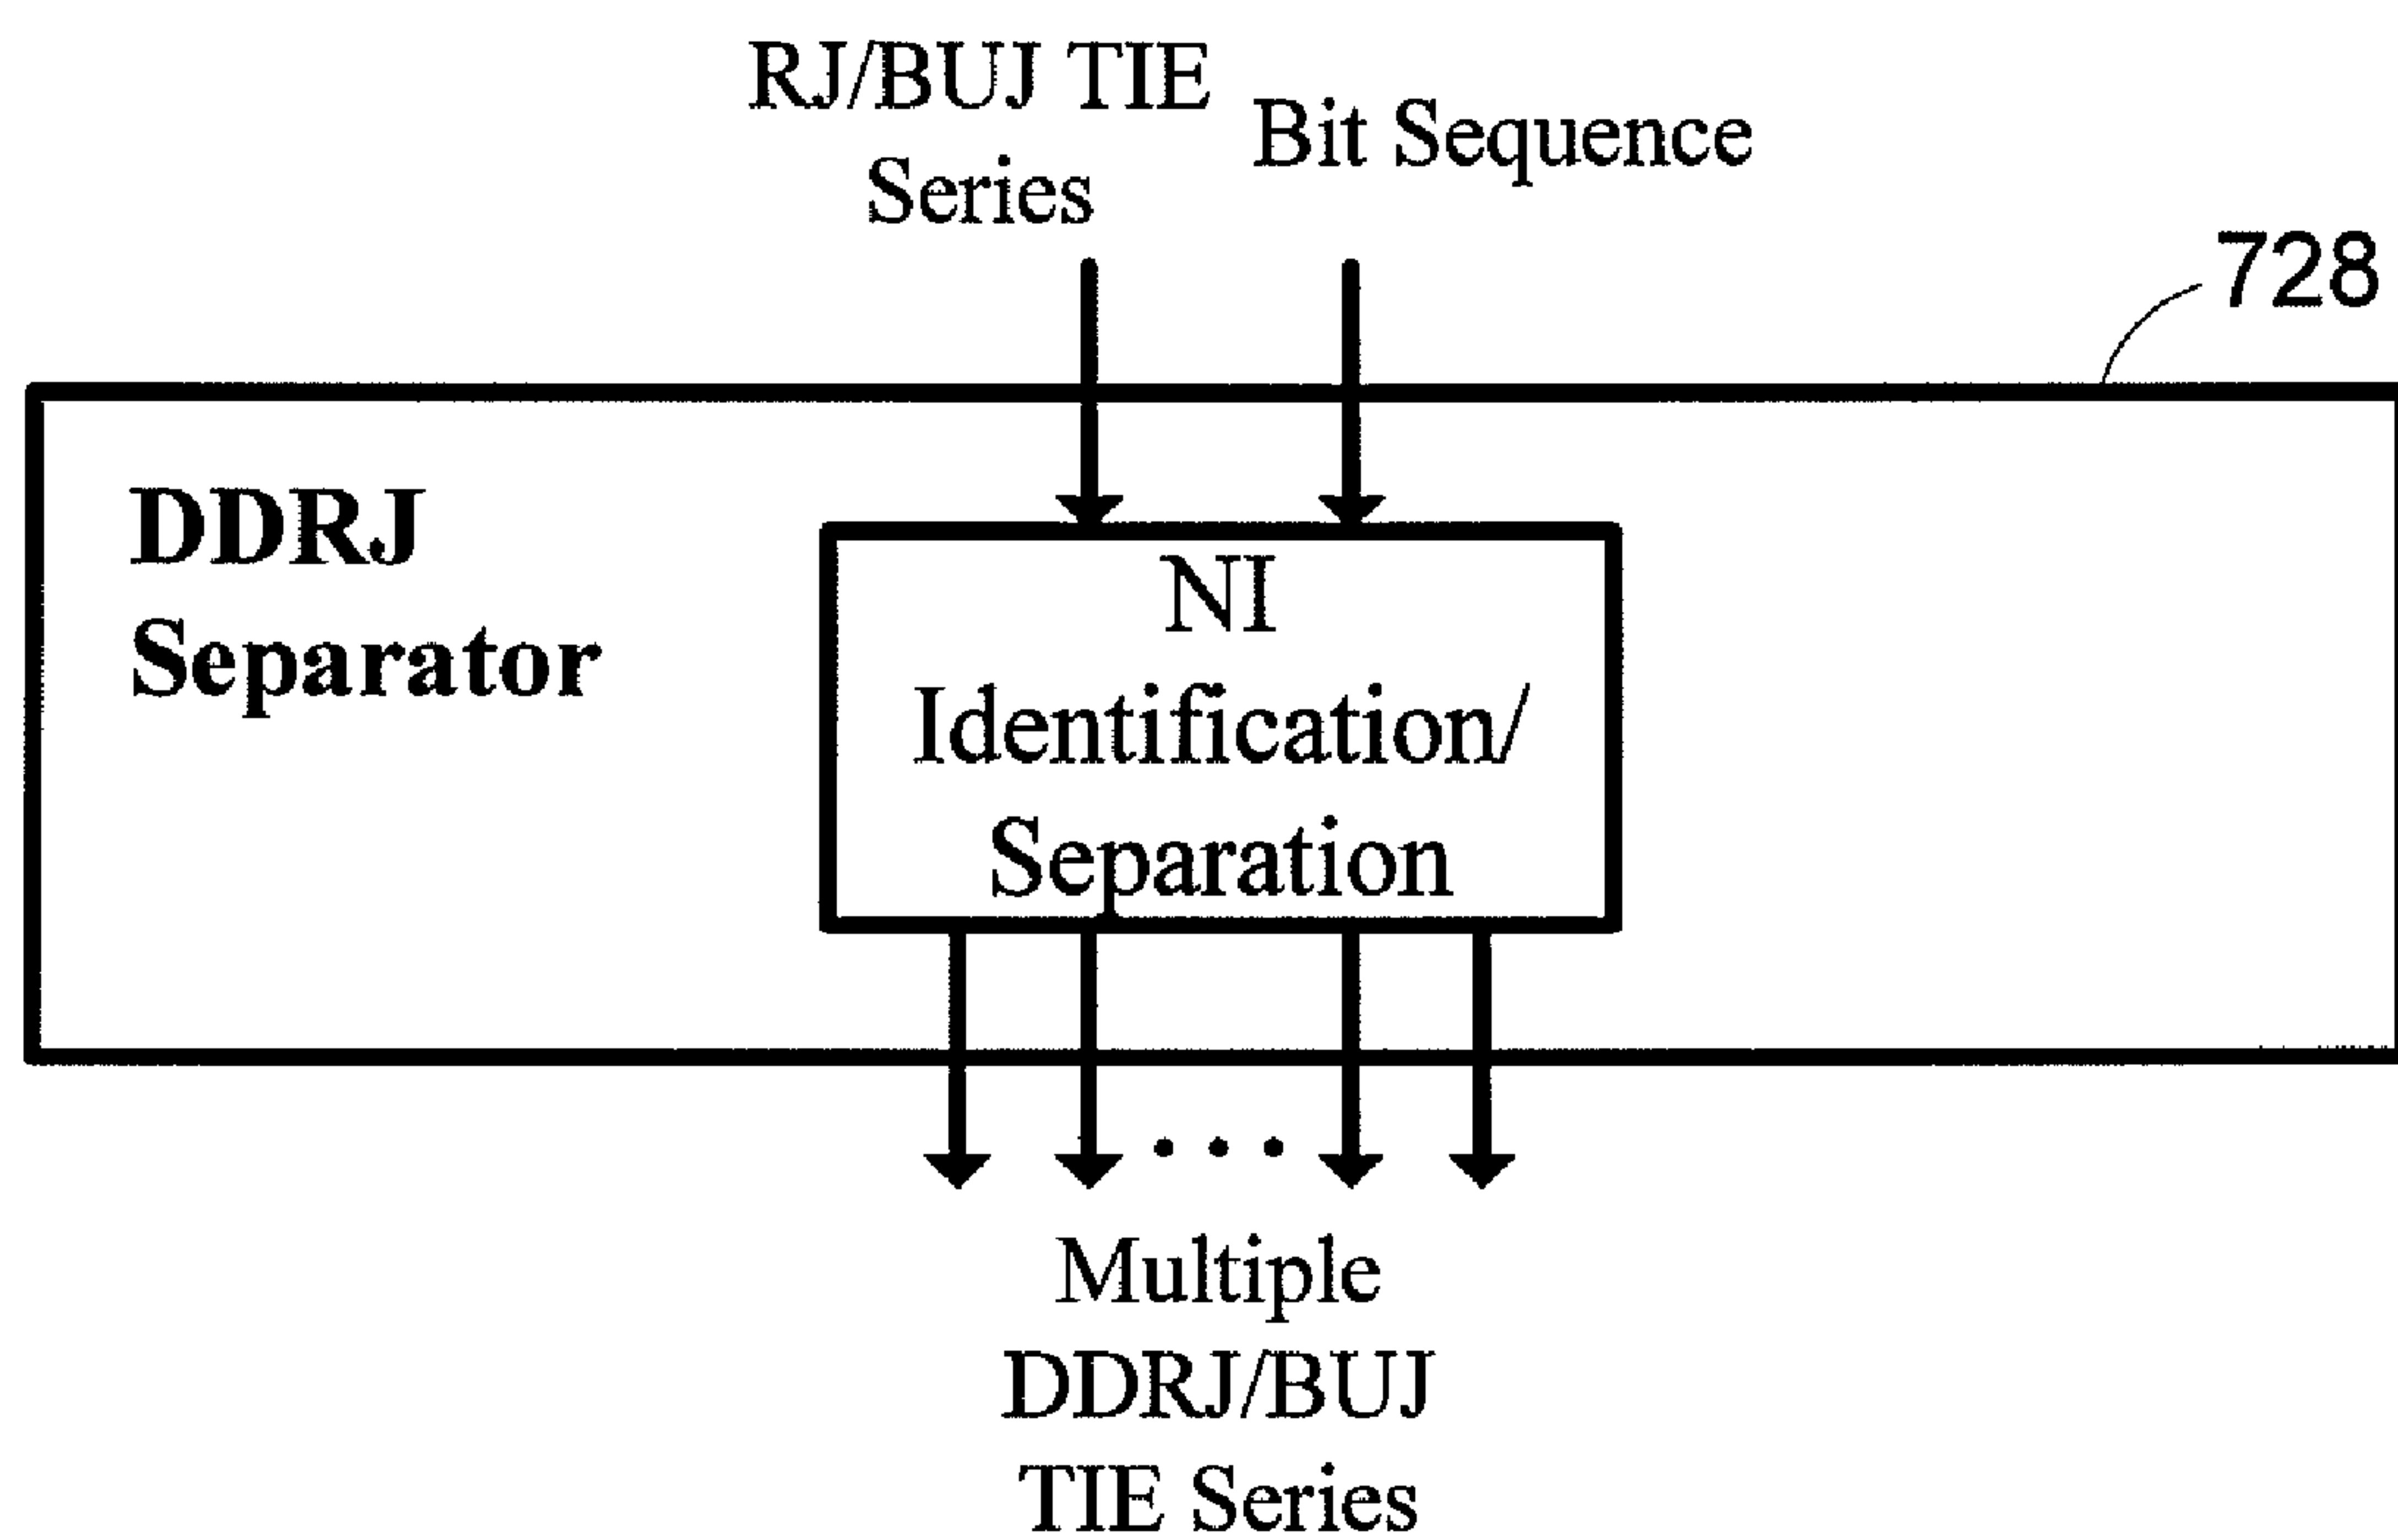 RJ/BUJ TIE
Series
Bit Sequence
728
DDRJ
Separator
NI
Identification/
Separation
...
Multiple
DDRJ/BUJ
TIE Series